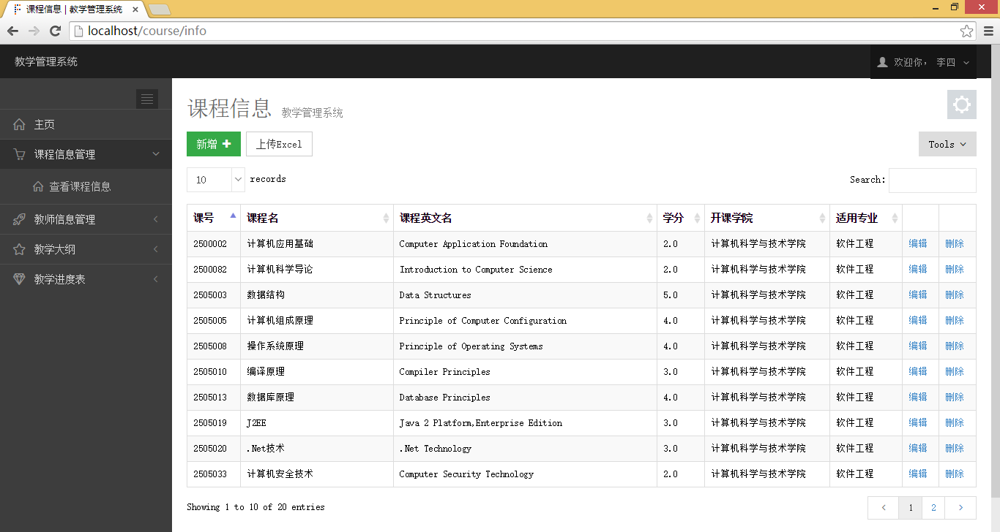 课程信息 | 教学管理系统
localhost/course/info
教学管理系统
欢迎你， 李四
主页
课程信息管理
查看课程信息
教师信息管理
教学大纲
教学进度表
课程信息 教学管理系统
新增 上传Excel Tools
10 records Search:
课号 课程名 课程英文名 学分 开课学院 适用专业
2500002 计算机应用基础 Computer Application Foundation 2.0 计算机科学与技术学院 软件工程 编辑 删除
2500082 计算机科学导论 Introduction to Computer Science 2.0 计算机科学与技术学院 软件工程 编辑 删除
2505003 数据结构 Data Structures 5.0 计算机科学与技术学院 软件工程 编辑 删除
2505005 计算机组成原理 Principle of Computer Configuration 4.0 计算机科学与技术学院 软件工程 编辑 删除
2505008 操作系统原理 Principle of Operating Systems 4.0 计算机科学与技术学院 软件工程 编辑 删除
2505010 编译原理 Compiler Principles 3.0 计算机科学与技术学院 软件工程 编辑 删除
2505013 数据库原理 Database Principles 4.0 计算机科学与技术学院 软件工程 编辑 删除
2505019 J2EE Java 2 Platform,Enterprise Edition 3.0 计算机科学与技术学院 软件工程 编辑 删除
2505020 .Net技术 .Net Technology 3.0 计算机科学与技术学院 软件工程 编辑 删除
2505033 计算机安全技术 Computer Security Technology 2.0 计算机科学与技术学院 软件工程 编辑 删除
Showing 1 to 10 of 20 entries 1 2